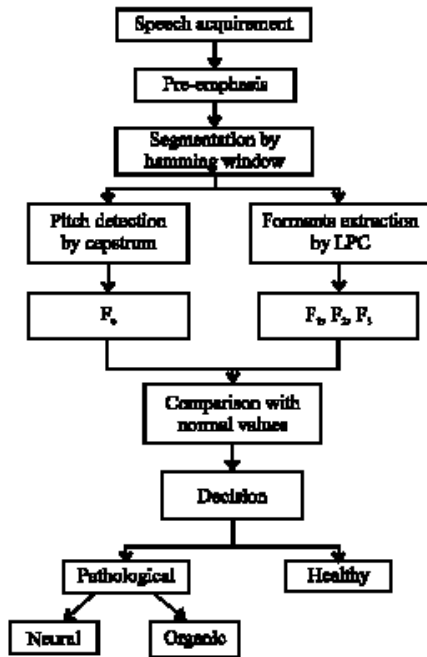 Speech acquirement
Pre-emphasis
Segmentation by
hamming window
Pitch detection
by cepstrum
Formants extraction
by LPC
F₀
F₁, F₂, F₃
Comparison with
normal values
Decision
Pathological
Healthy
Neural
Organic